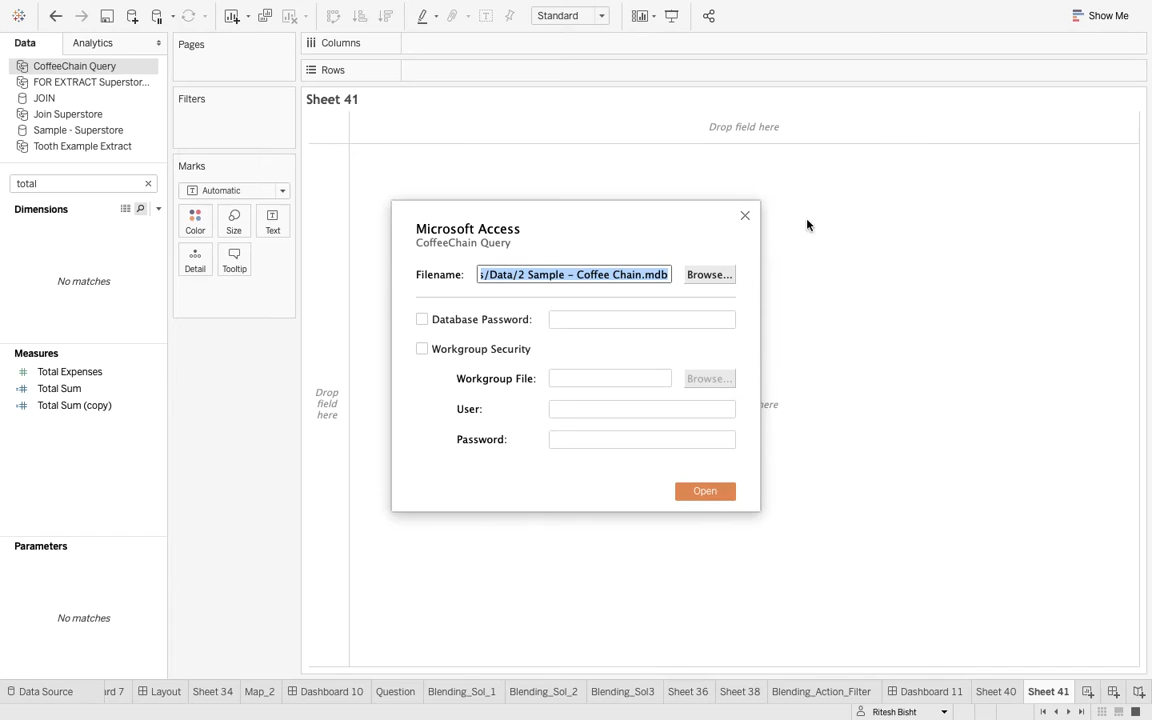 Standard
Show Me
Data
Analytics
Pages
Columns
Rows
CoffeeChain Query
FOR EXTRACT Superstor...
JOIN
Join Superstore
Sample - Superstore
Tooth Example Extract
Filters
Sheet 41
Drop field here
total
Dimensions
No matches
Marks
Automatic
Color
Size
Text
Detail
Tooltip
Measures
Total Expenses
Total Sum
Total Sum (copy)
Drop
field
here
here
Parameters
No matches
Microsoft Access
CoffeeChain Query
Filename:
s/Data/2 Sample – Coffee Chain.mdb
Browse...
Database Password:
Workgroup Security
Workgroup File:
Browse...
User:
Password:
Open
Data Source
rd 7
Layout
Sheet 34
Map_2
Dashboard 10
Question
Blending_Sol_1
Blending_Sol_2
Blending_Sol3
Sheet 36
Sheet 38
Blending_Action_Filter
Dashboard 11
Sheet 40
Sheet 41
Ritesh Bisht